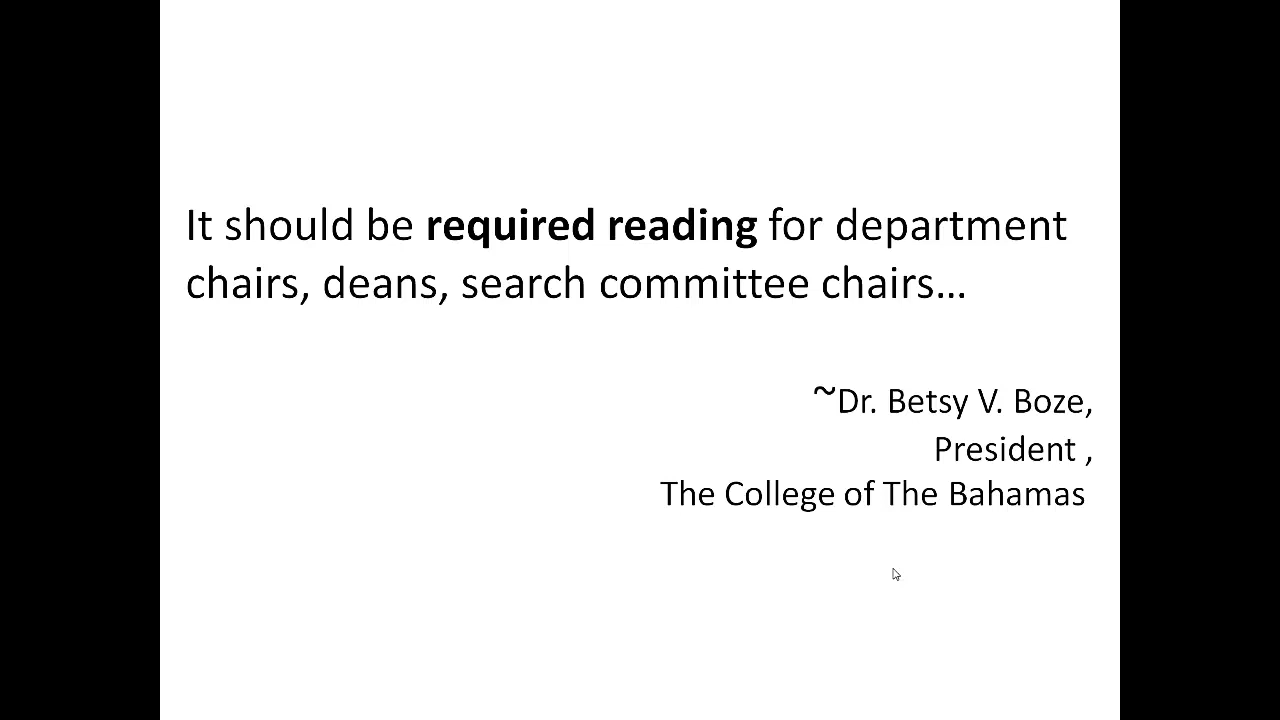 It should be required reading for department
chairs, deans, search committee chairs…
~Dr. Betsy V. Boze,
President ,
The College of The Bahamas